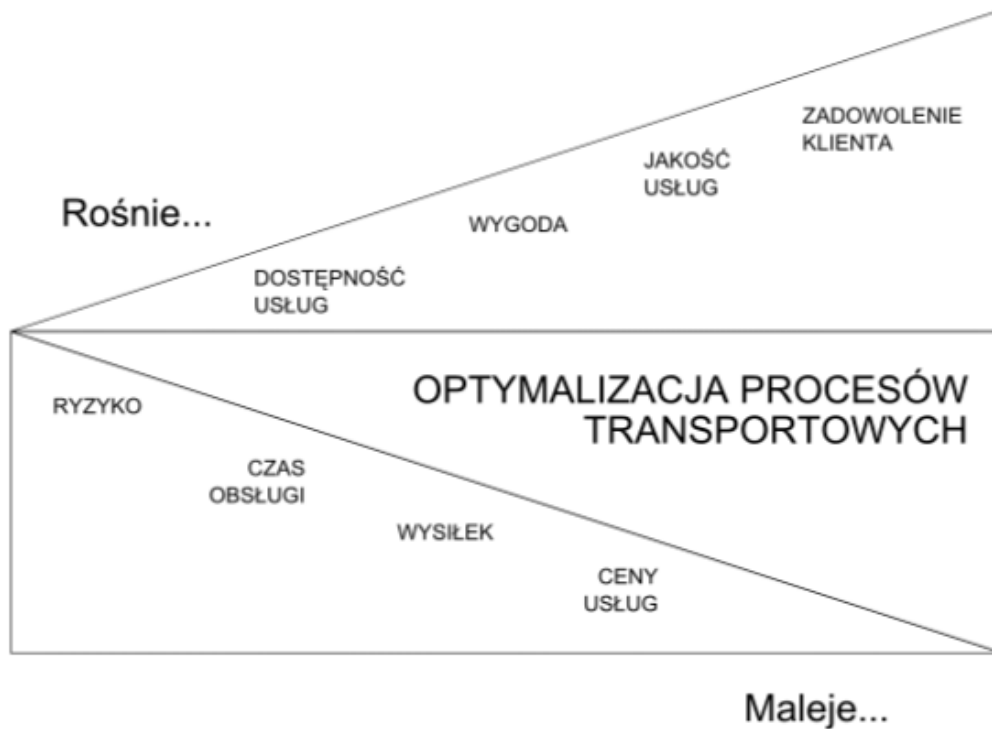 ZADOWOLENIE
KLIENTA
JAKOŚĆ
USŁUG
Rośnie...
WYGODA
DOSTĘPNOŚĆ
USŁUG
OPTYMALIZACJA PROCESÓW
TRANSPORTOWYCH
RYZYKO
CZAS
OBSŁUGI
WYSIŁEK
CENY
USŁUG
Maleje...